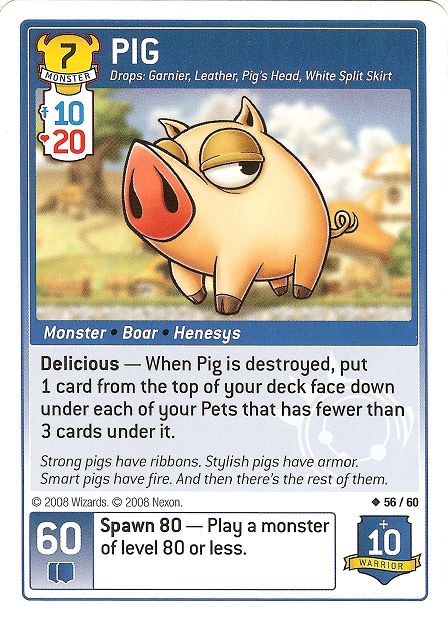 7
MONSTER
PIG
Drops: Garnier, Leather, Pig's Head, White Split Skirt
10
20
Monster • Boar • Henesys
Delicious — When Pig is destroyed, put
1 card from the top of your deck face down
under each of your Pets that has fewer than
3 cards under it.
Strong pigs have ribbons. Stylish pigs have armor.
Smart pigs have fire. And then there's the rest of them.
© 2008 Wizards. © 2008 Nexon.
◆ 56 / 60
60
Spawn 80 — Play a monster
of level 80 or less.
+
10
WARRIOR